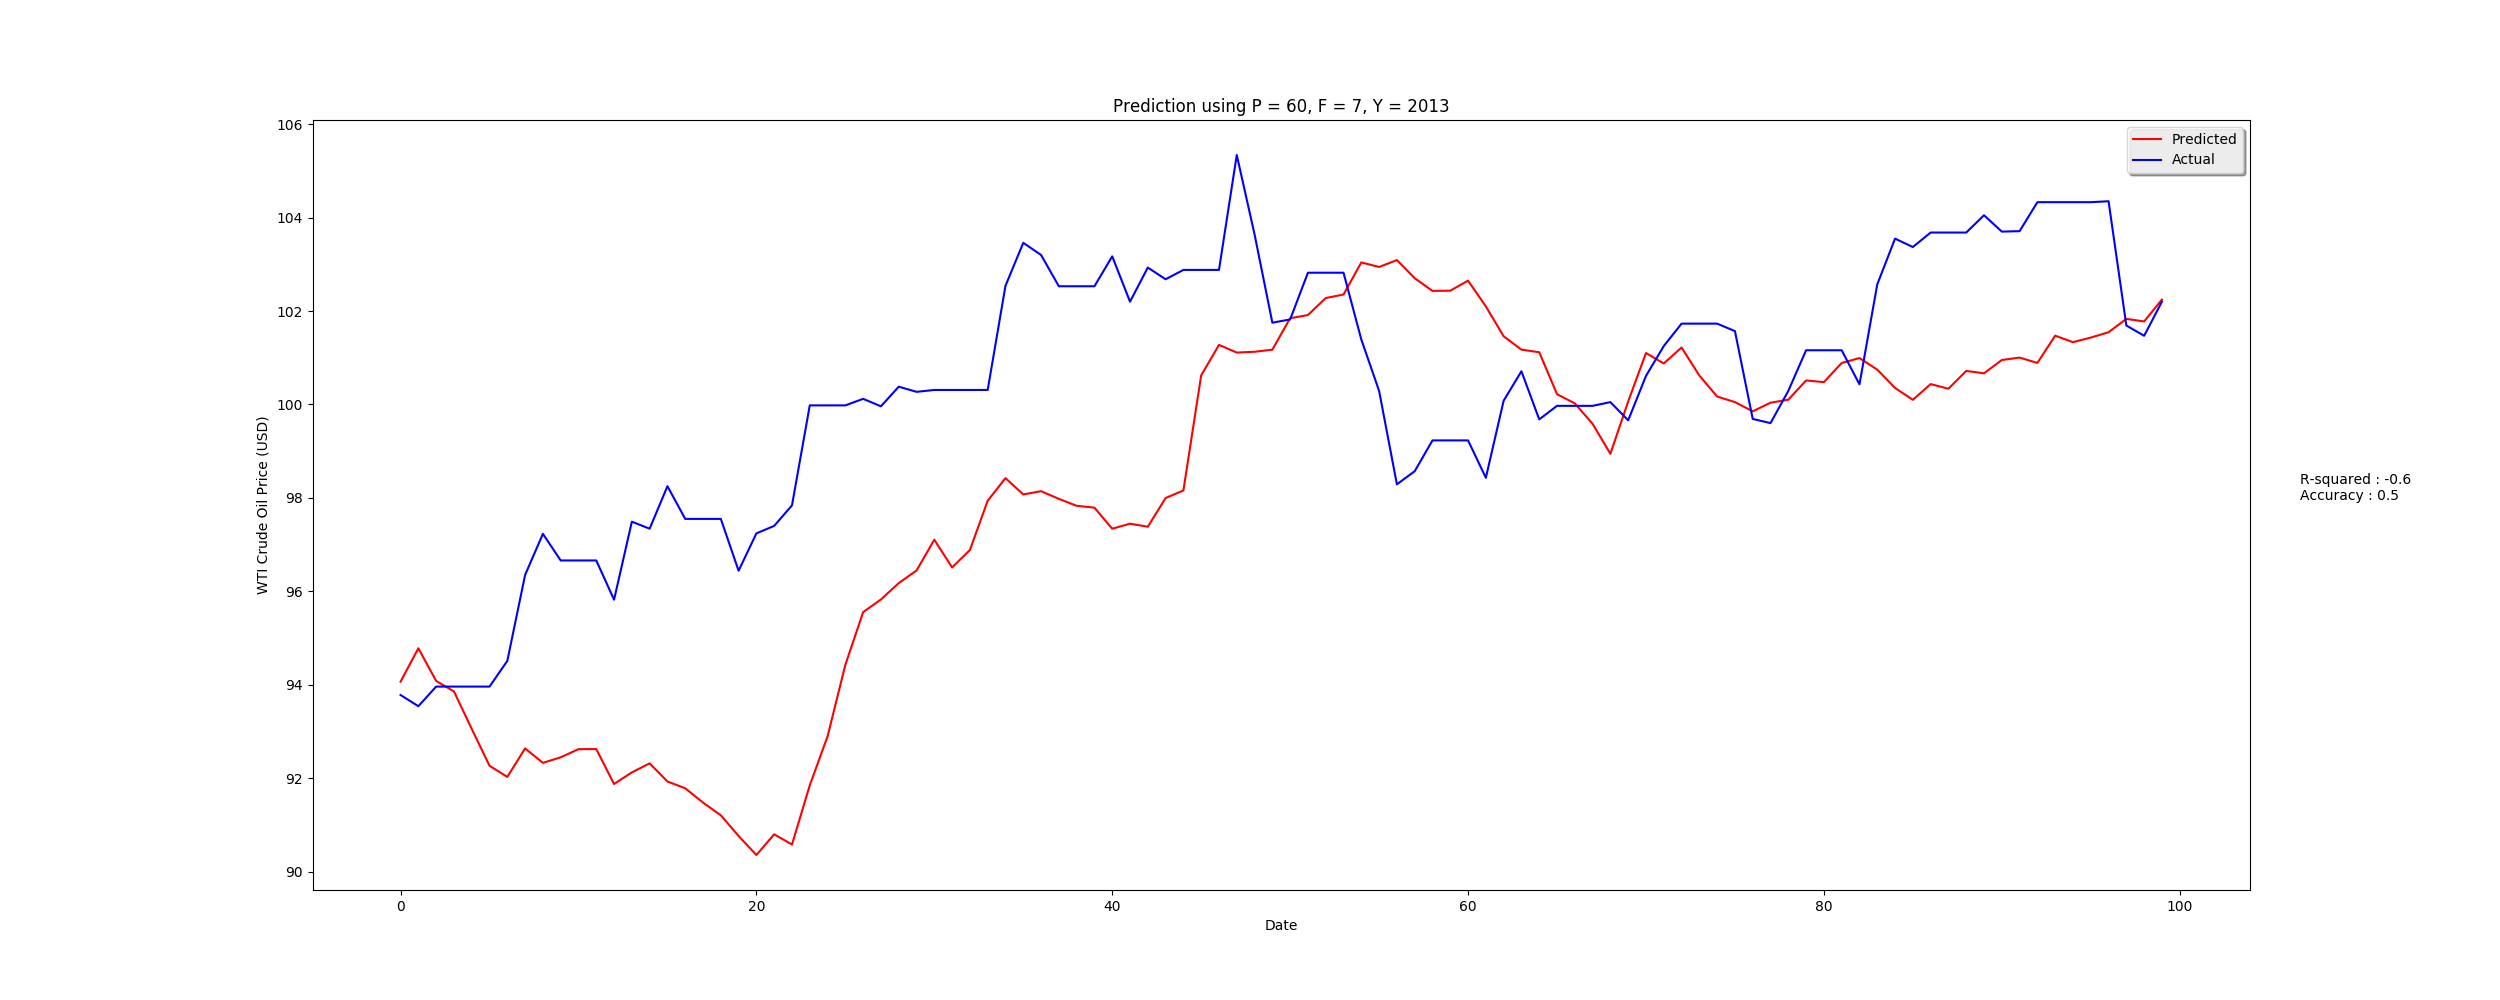 Prediction using P = 60, F = 7, Y = 2013
106
104
102
100
98
96
94
92
90
WTI Crude Oil Price (USD)
0
20
40
60
80
100
Date
Predicted
Actual
R-squared : -0.6
Accuracy : 0.5